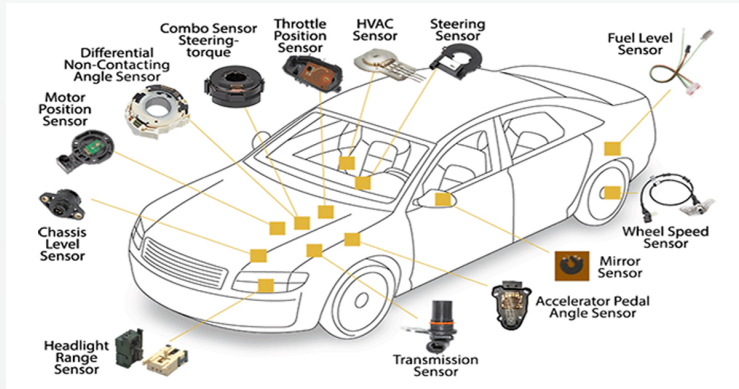 Combo Sensor
Steering-
torque
Throttle
Position
Sensor
HVAC
Sensor
Steering
Sensor
Fuel Level
Sensor
Differential
Non-Contacting
Angle Sensor
Motor
Position
Sensor
Chassis
Level
Sensor
Wheel Speed
Sensor
Mirror
Sensor
Accelerator Pedal
Angle Sensor
Transmission
Sensor
Headlight
Range
Sensor